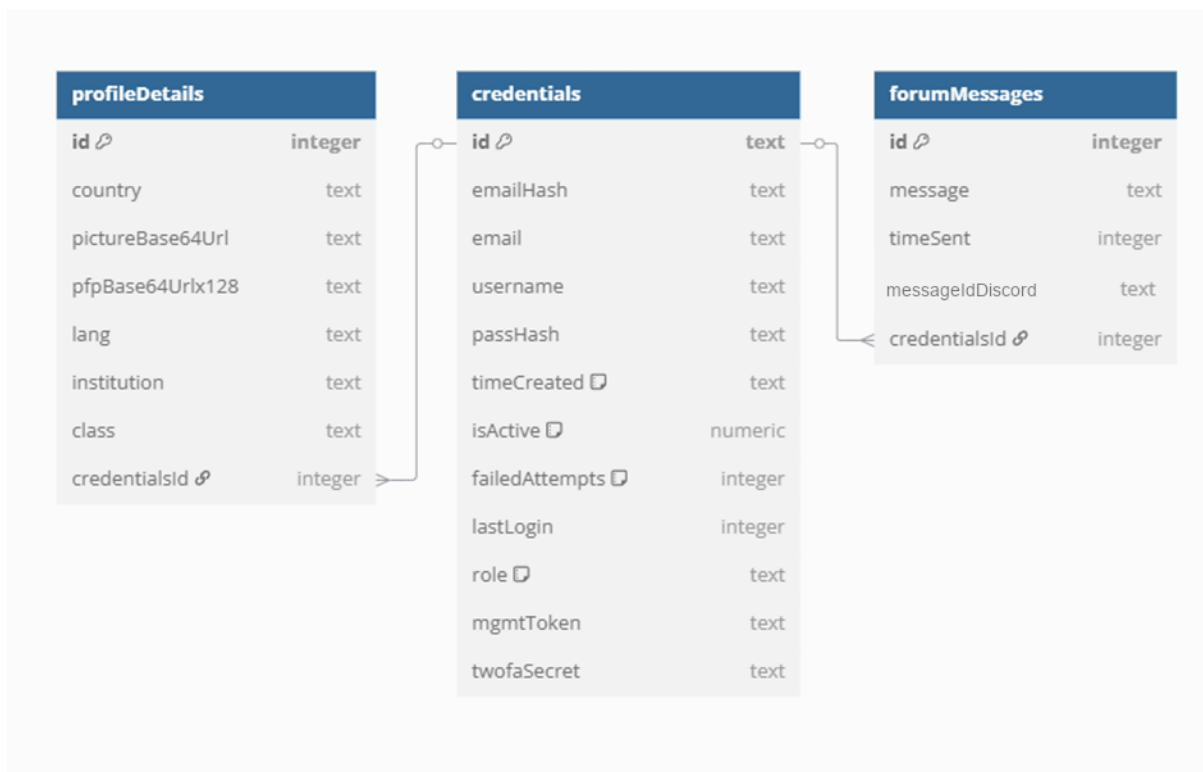 profileDetails
id integer
country text
pictureBase64Url text
pfpBase64Urlx128 text
lang text
institution text
class text
credentialsId integer
credentials
id text
emailHash text
email text
username text
passHash text
timeCreated text
isActive numeric
failedAttempts integer
lastLogin integer
role text
mgmtToken text
twofaSecret text
forumMessages
id integer
message text
timeSent integer
messageIdDiscord text
credentialsId integer